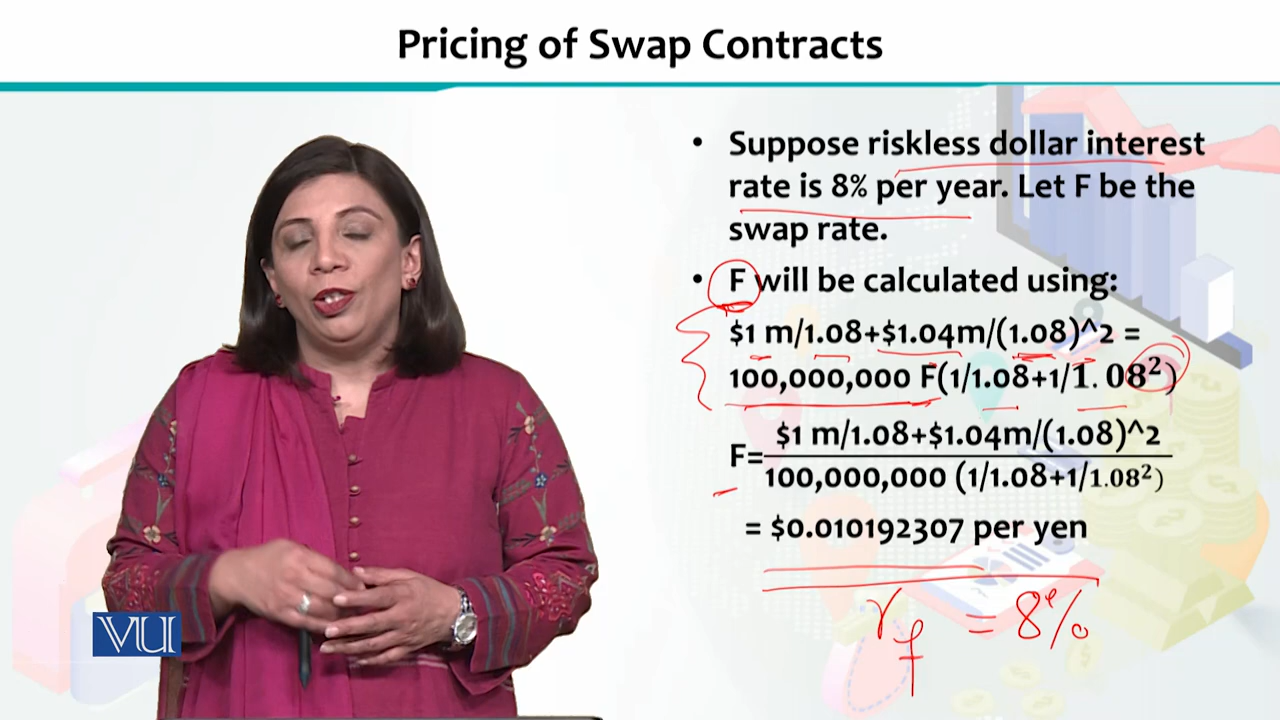 Pricing of Swap Contracts
• Suppose riskless dollar interest
rate is 8% per year. Let F be the
swap rate.
• F will be calculated using:
$1 m/1.08+$1.04m/(1.08)^2 =
100,000,000 F(1/1.08+1/1.08²)
F= $1 m/1.08+$1.04m/(1.08)^2
100,000,000 (1/1.08+1/1.08²)
= $0.010192307 per yen
rf = 8%
VU